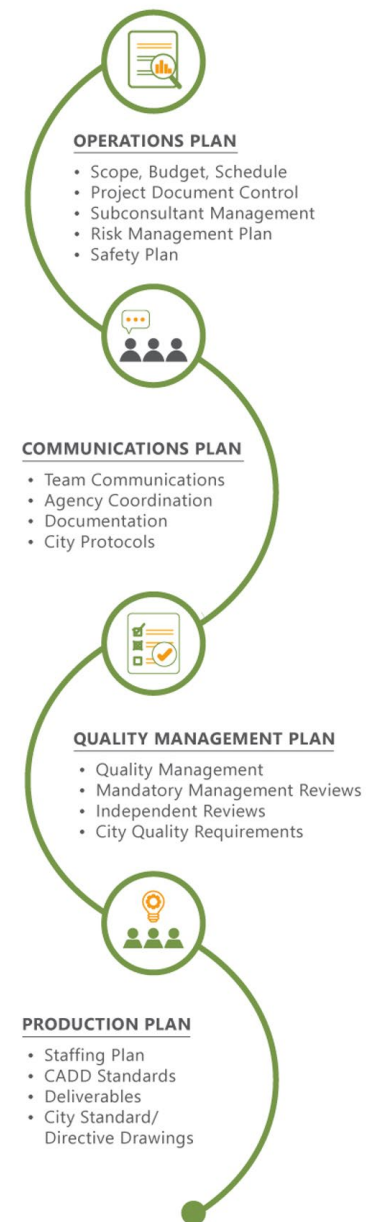 OPERATIONS PLAN
• Scope, Budget, Schedule
• Project Document Control
• Subconsultant Management
• Risk Management Plan
• Safety Plan
COMMUNICATIONS PLAN
• Team Communications
• Agency Coordination
• Documentation
• City Protocols
QUALITY MANAGEMENT PLAN
• Quality Management
• Mandatory Management Reviews
• Independent Reviews
• City Quality Requirements
PRODUCTION PLAN
• Staffing Plan
• CADD Standards
• Deliverables
• City Standard/
Directive Drawings